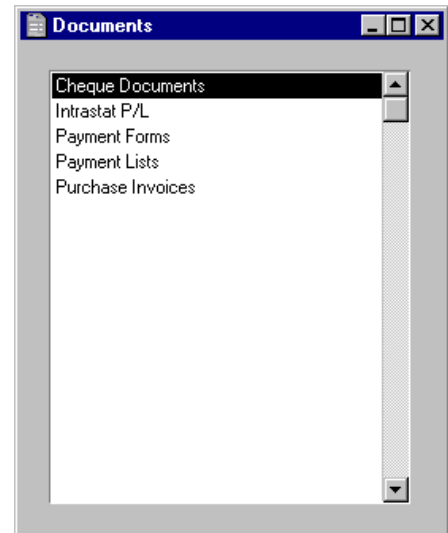 Documents
Cheque Documents
Intrastat P/L
Payment Forms
Payment Lists
Purchase Invoices